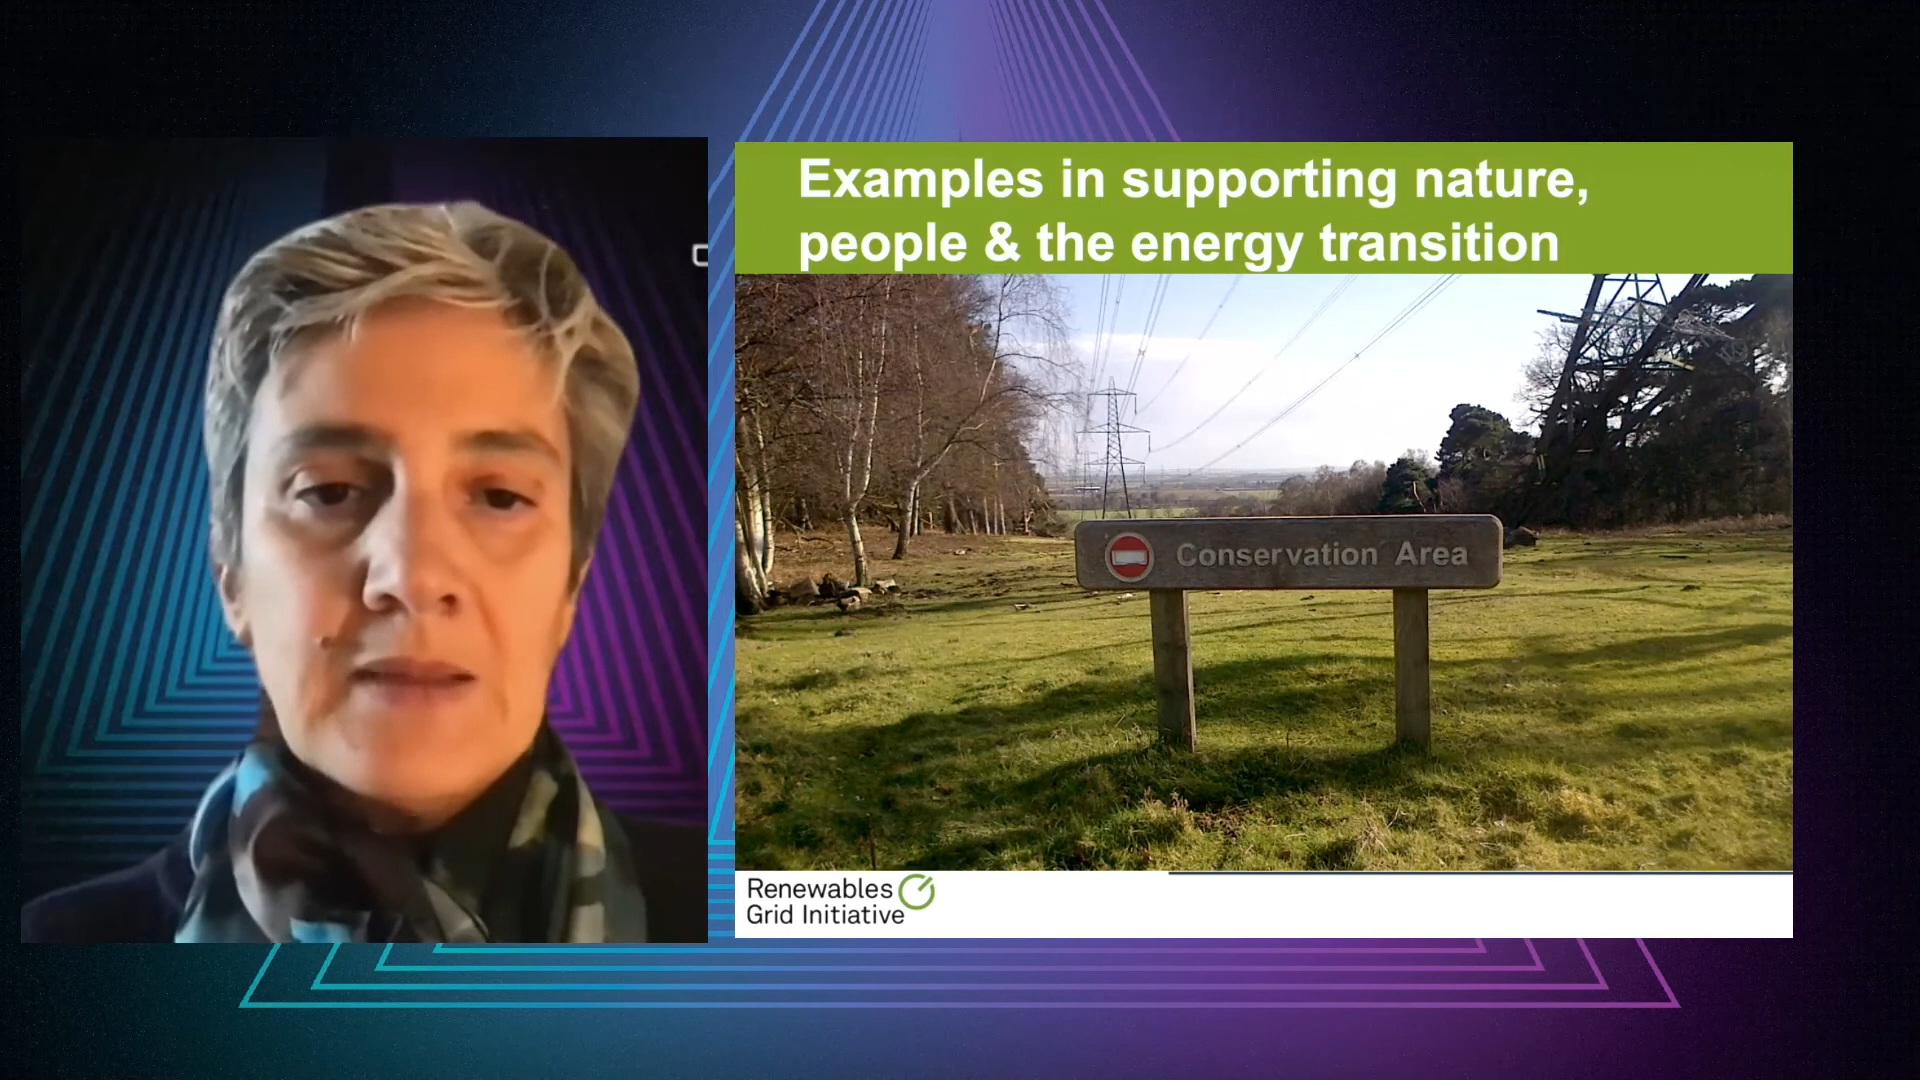 Examples in supporting nature,
people & the energy transition
Conservation Area
Renewables
Grid Initiative